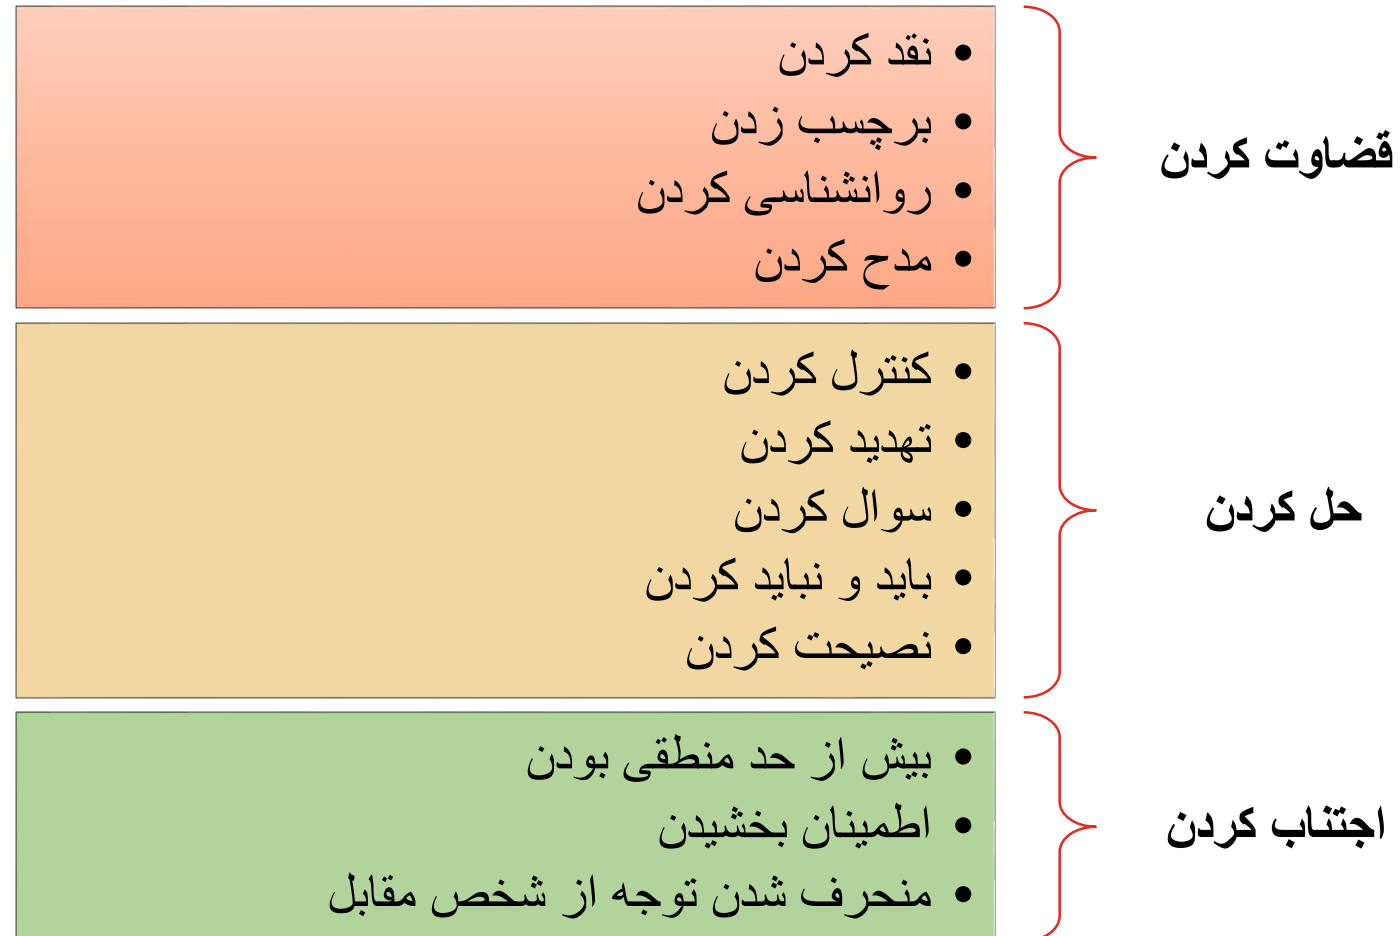 قضاوت کردن
• نقد کردن
• برچسب زدن
• روانشناسی کردن
• مدح کردن
حل کردن
• کنترل کردن
• تهدید کردن
• سوال کردن
• باید و نباید کردن
• نصیحت کردن
اجتناب کردن
• بیش از حد منطقی بودن
• اطمینان بخشیدن
• منحرف شدن توجه از شخص مقابل